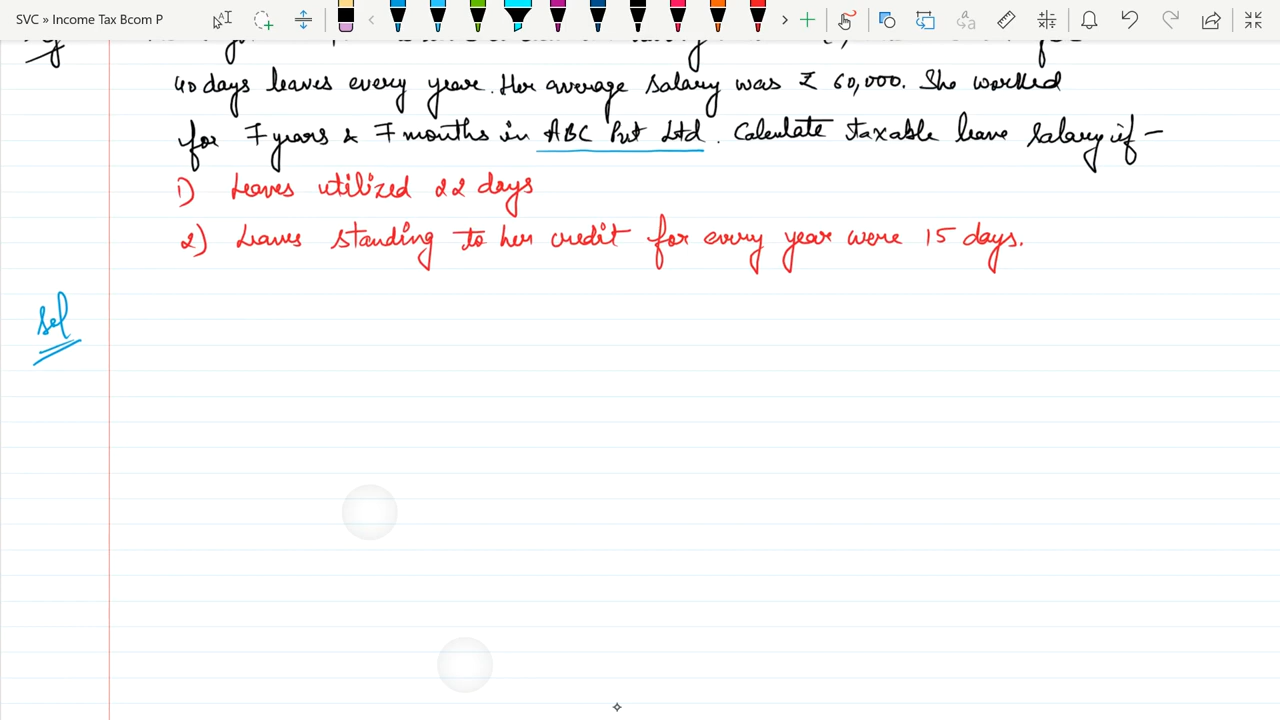 SVC » Income Tax Bcom P
40 days leaves every year. Her average salary was ₹ 60,000. She worked
for 7 years & 7 months in ABC Pvt Ltd. Calculate taxable leave salary if –
1) Leaves utilized 22 days
2) Leaves standing to her credit for every year were 15 days.
Sol